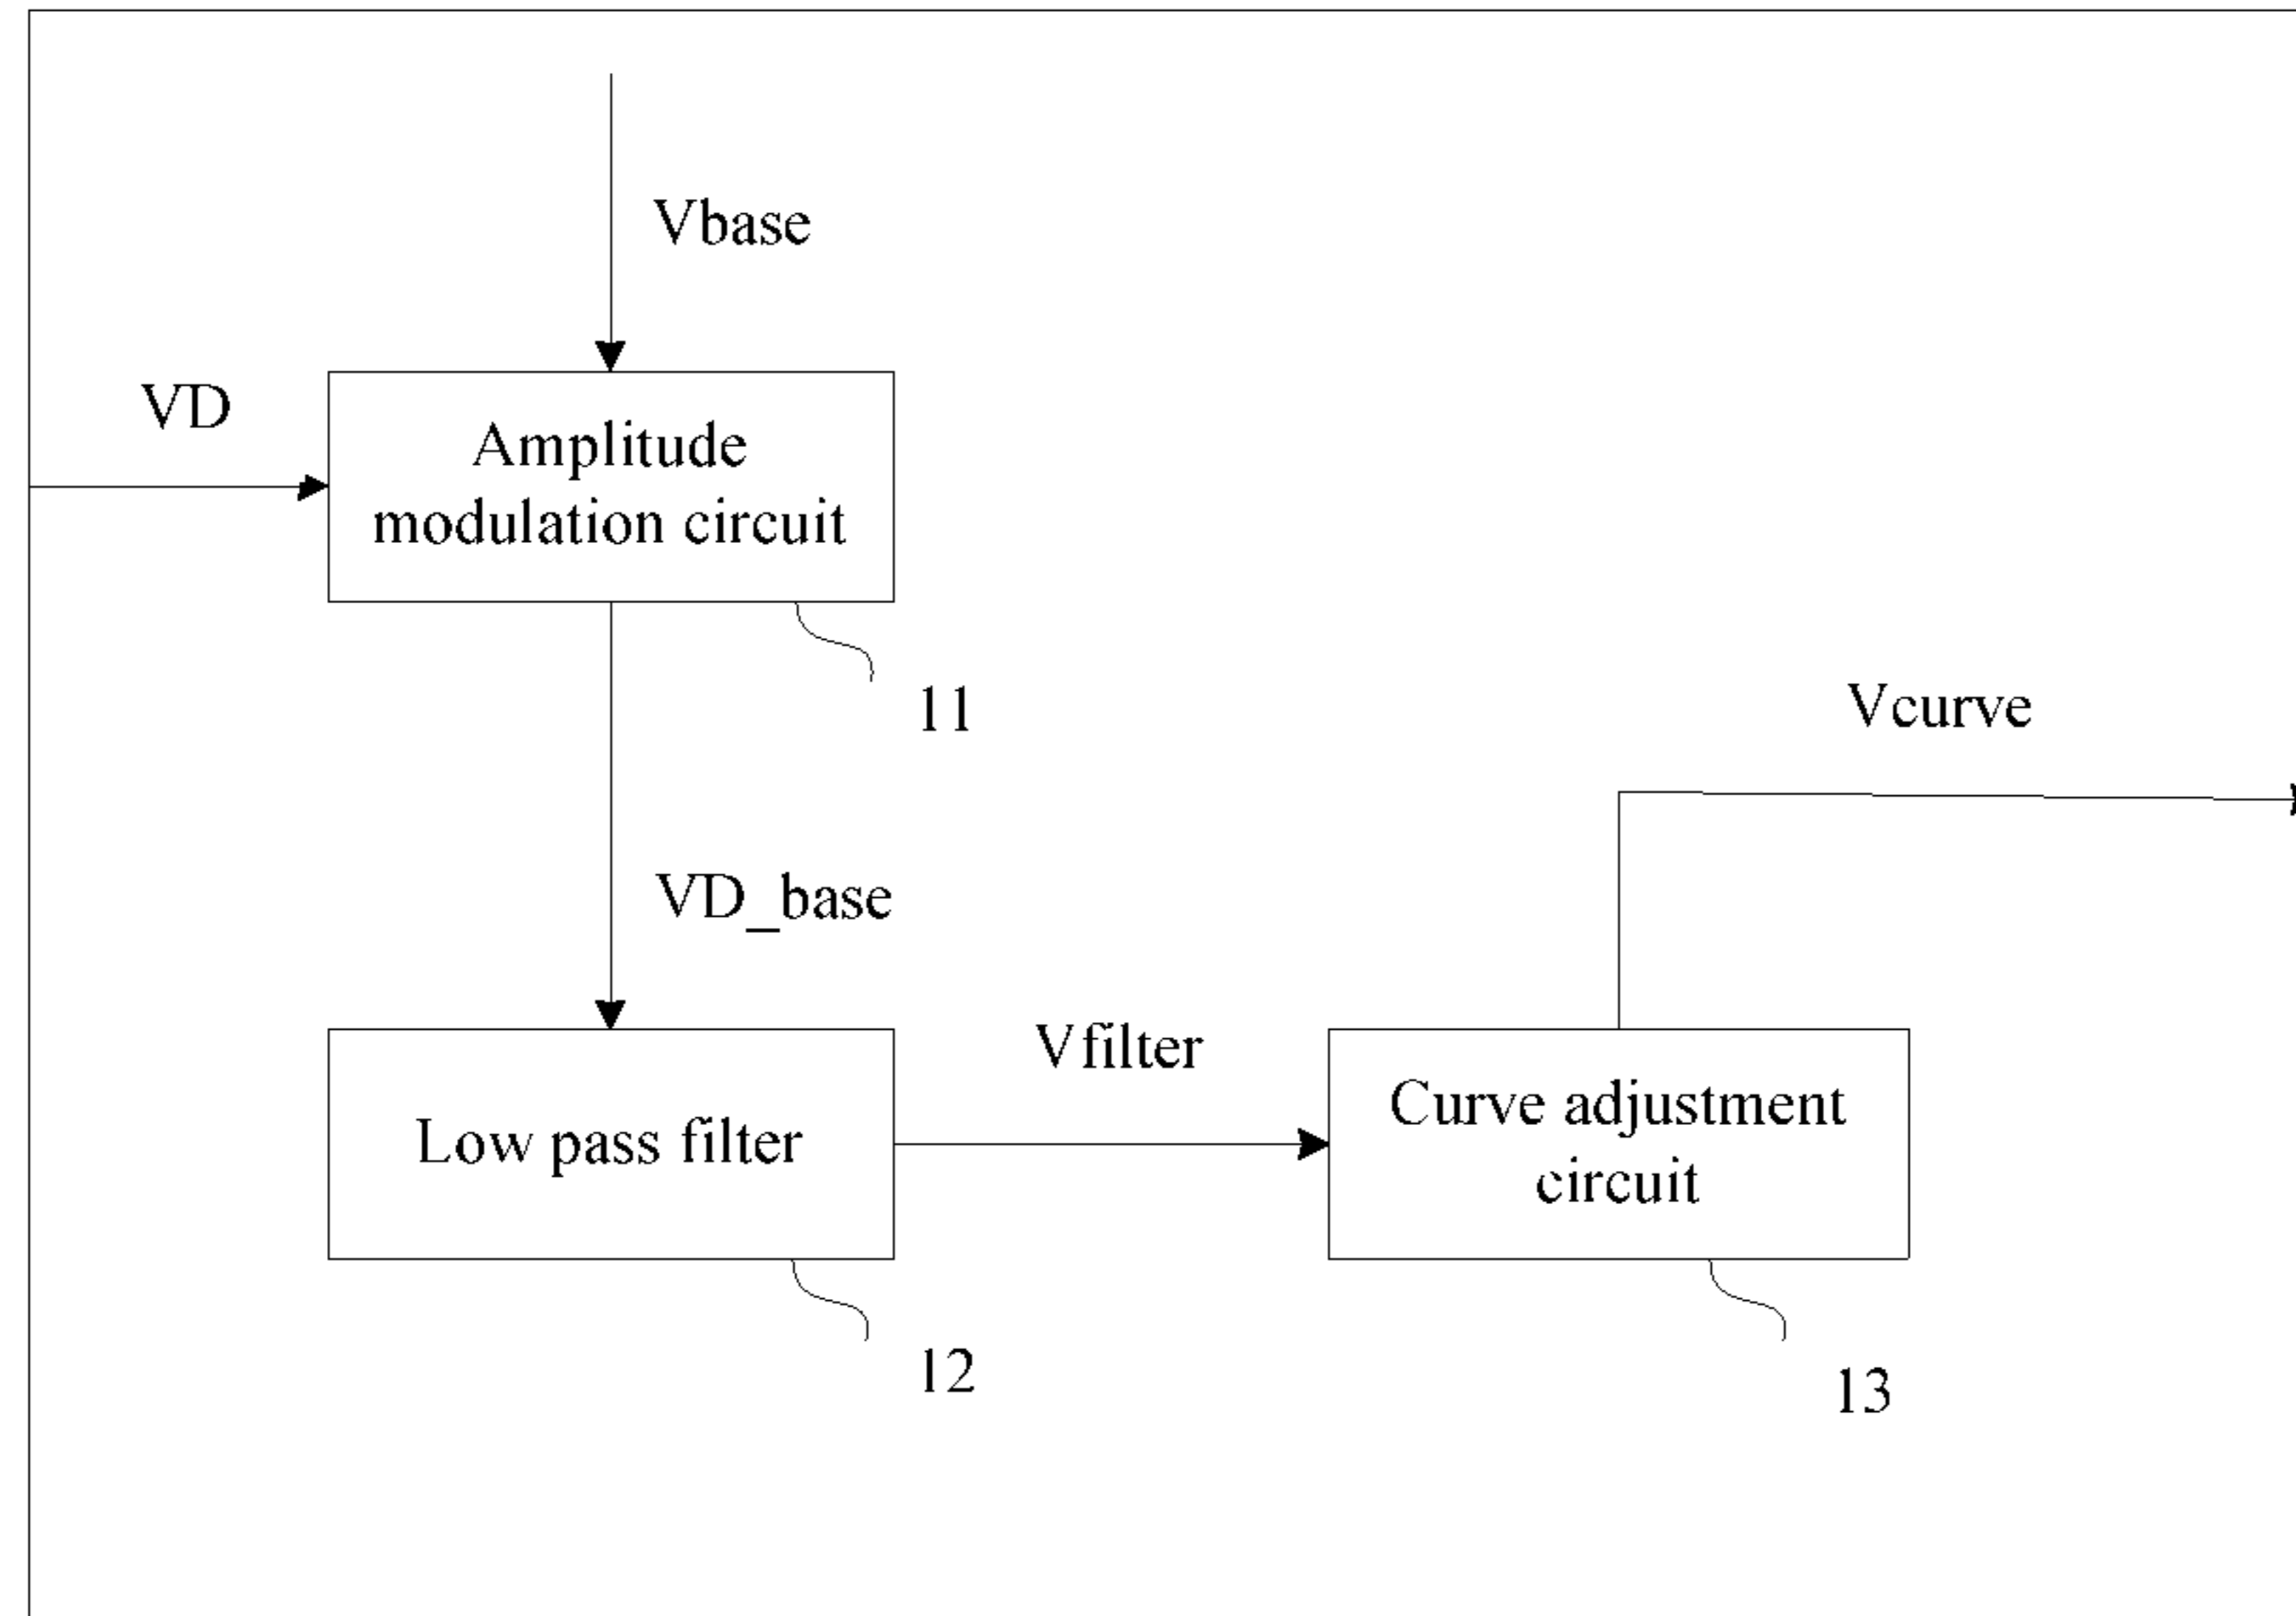 Vbase
VD
Amplitude
modulation circuit
11
Vcurve
VD_base
Vfilter
Low pass filter
Curve adjustment
circuit
12
13